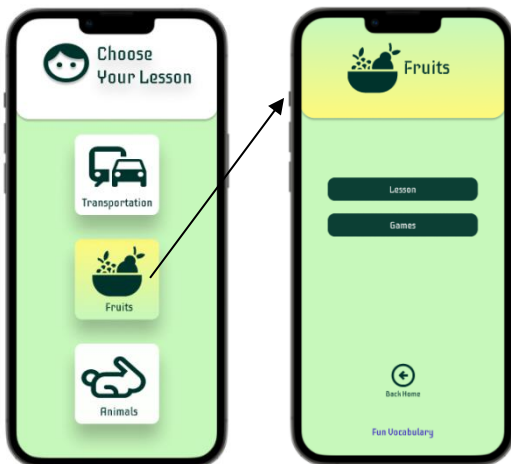 Choose
Your Lesson
Transportation
Fruits
Animals
Fruits
Lesson
Games
Back Home
Fun Vocabulary